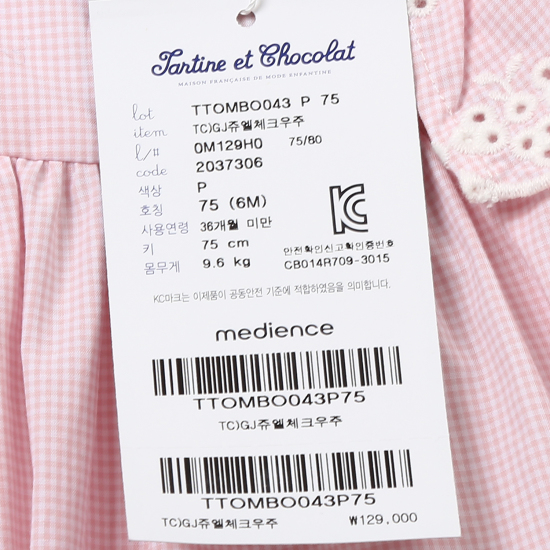 Tartine et Chocolat
MAISON FRANÇAISE DE MODE ENFANTINE
lot TTOMBO043 P 75
item TC)GJ쥬엘체크우주
l/# 0M129H0 75/80
code 2037306
색상 P
호칭 75 (6M)
사용연령 36개월 미만
키 75 cm
몸무게 9.6 kg
안전확인신고확인증번호
CB014R709-3015
KC마크는 이제품이 공동안전 기준에 적합하였음을 의미합니다.
medience
TTOMBO043P75
TC)GJ쥬엘체크우주
TTOMBO043P75
TC)GJ쥬엘체크우주 ₩129,000